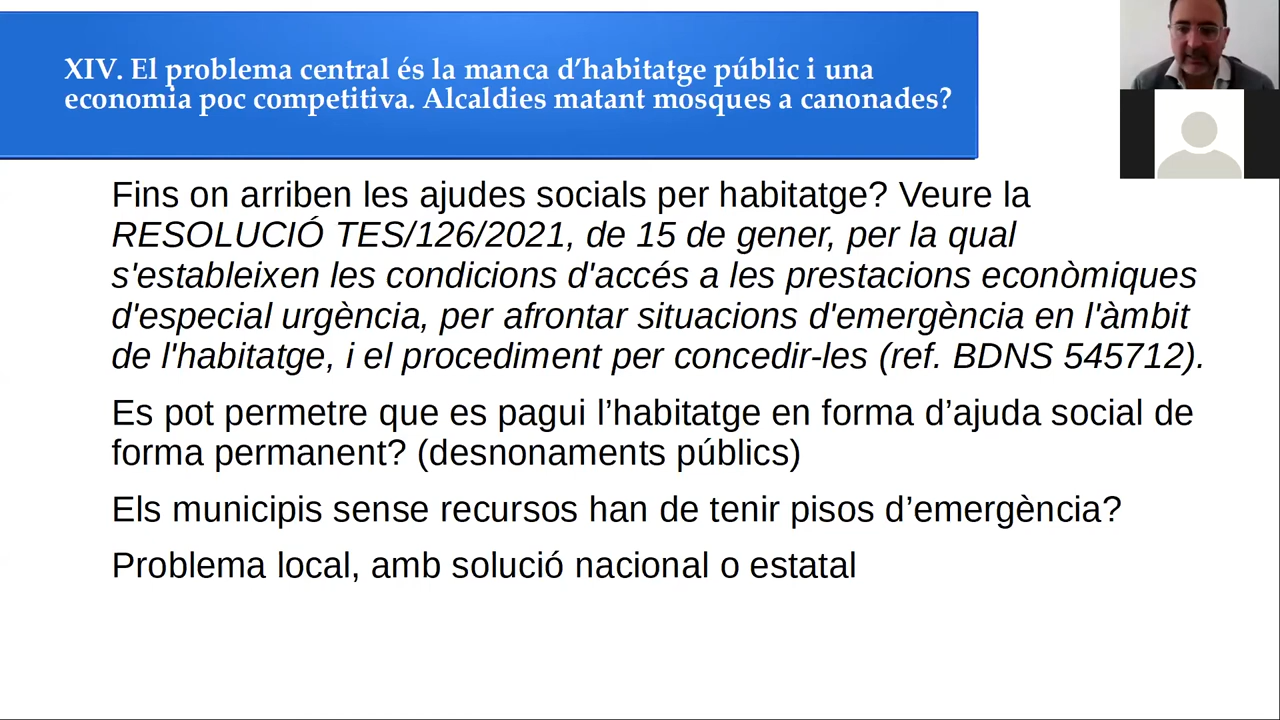 XIV. El problema central és la manca d’habitatge públic i una
economia poc competitiva. Alcaldies matant mosques a canonades?
Fins on arriben les ajudes socials per habitatge? Veure la
RESOLUCIÓ TES/126/2021, de 15 de gener, per la qual
s'estableixen les condicions d'accés a les prestacions econòmiques
d'especial urgència, per afrontar situacions d'emergència en l'àmbit
de l'habitatge, i el procediment per concedir-les (ref. BDNS 545712).
Es pot permetre que es pagui l’habitatge en forma d’ajuda social de
forma permanent? (desnonaments públics)
Els municipis sense recursos han de tenir pisos d’emergència?
Problema local, amb solució nacional o estatal